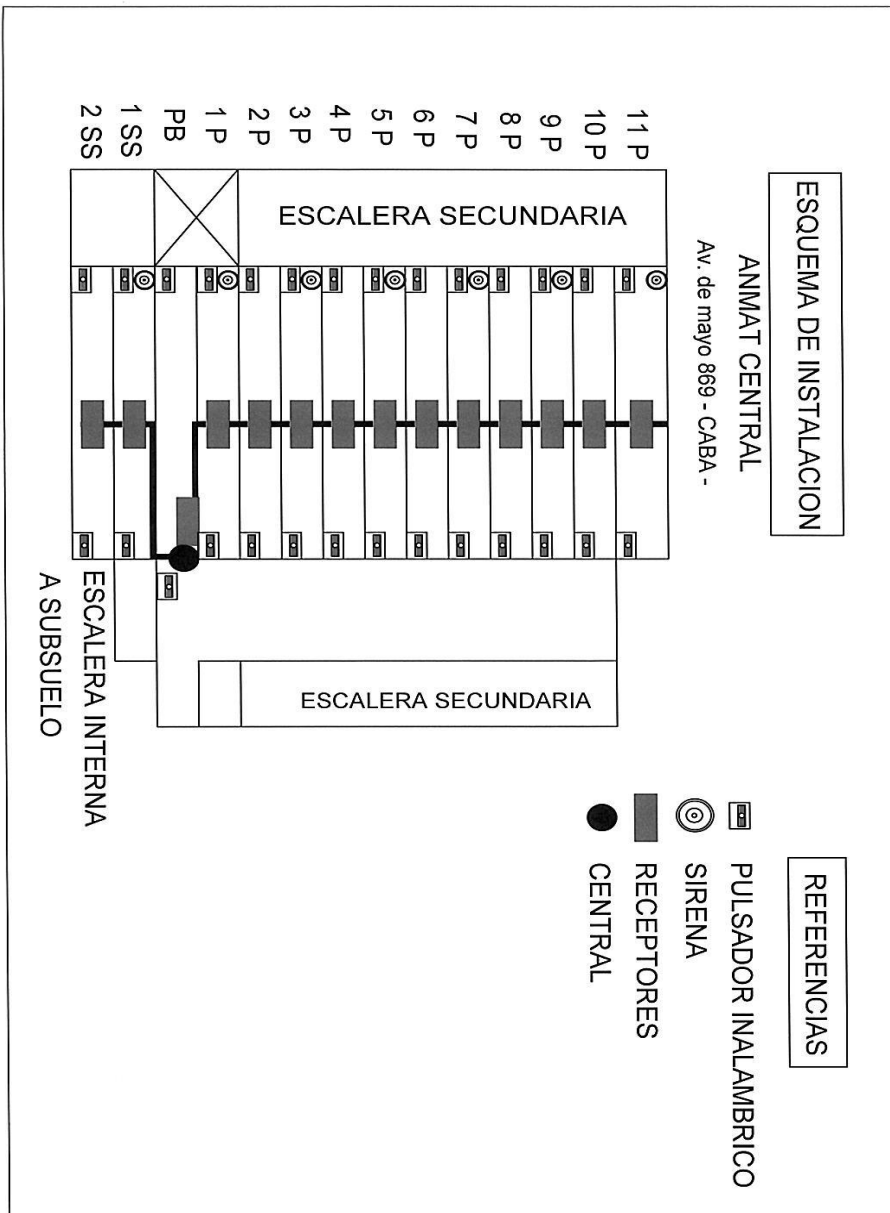 ESQUEMA DE INSTALACION
ANMAT CENTRAL
Av. de mayo 869 - CABA -
11 P
10 P
9 P
8 P
7 P
6 P
5 P
4 P
3 P
2 P
1 P
PB
1 SS
2 SS
ESCALERA SECUNDARIA
ESCALERA SECUNDARIA
ESCALERA INTERNA
A SUBSUELO
REFERENCIAS
PULSADOR INALAMBRICO
SIRENA
RECEPTORES
CENTRAL